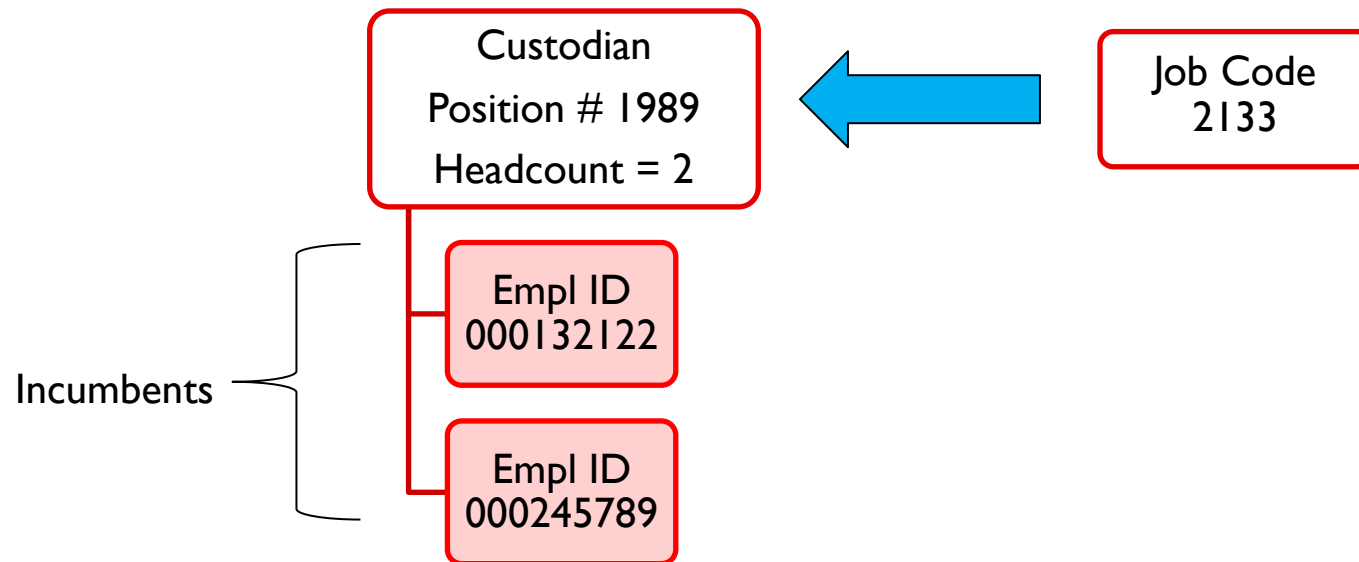 Custodian
Position # 1989
Headcount = 2
Job Code
2133
Empl ID
000132122
Incumbents
Empl ID
000245789